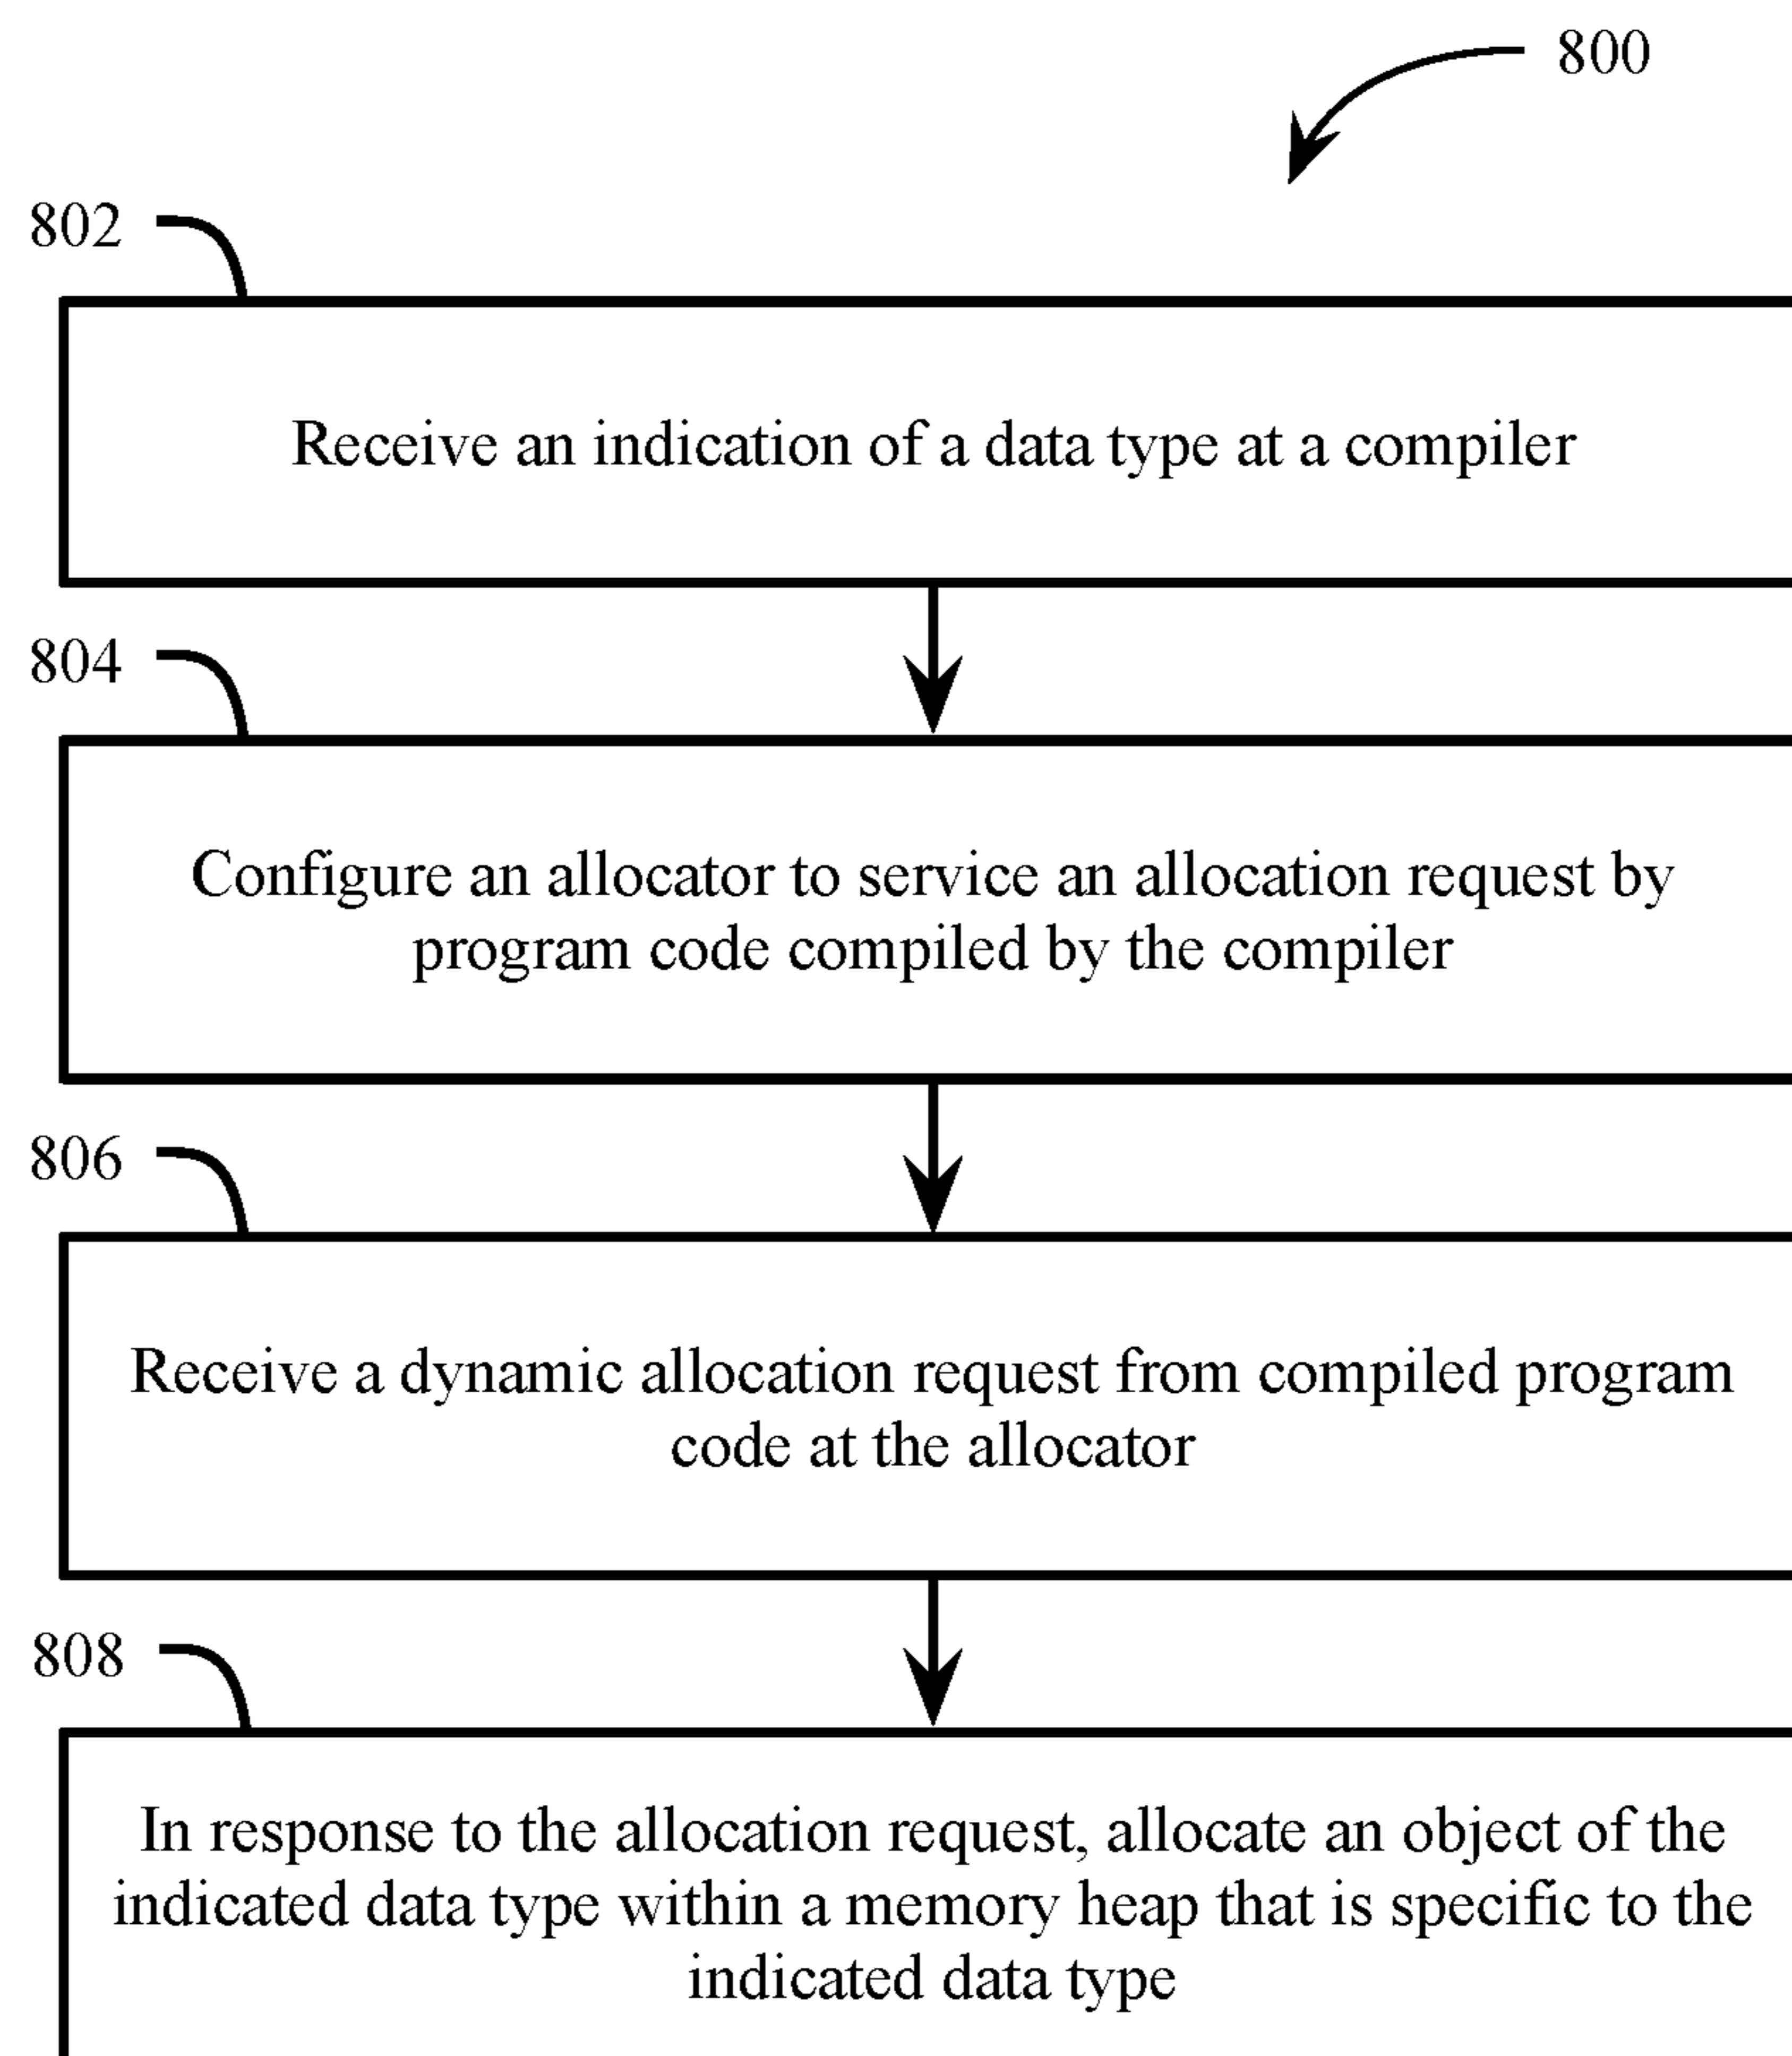 800
802
Receive an indication of a data type at a compiler
804
Configure an allocator to service an allocation request by
program code compiled by the compiler
806
Receive a dynamic allocation request from compiled program
code at the allocator
808
In response to the allocation request, allocate an object of the
indicated data type within a memory heap that is specific to the
indicated data type